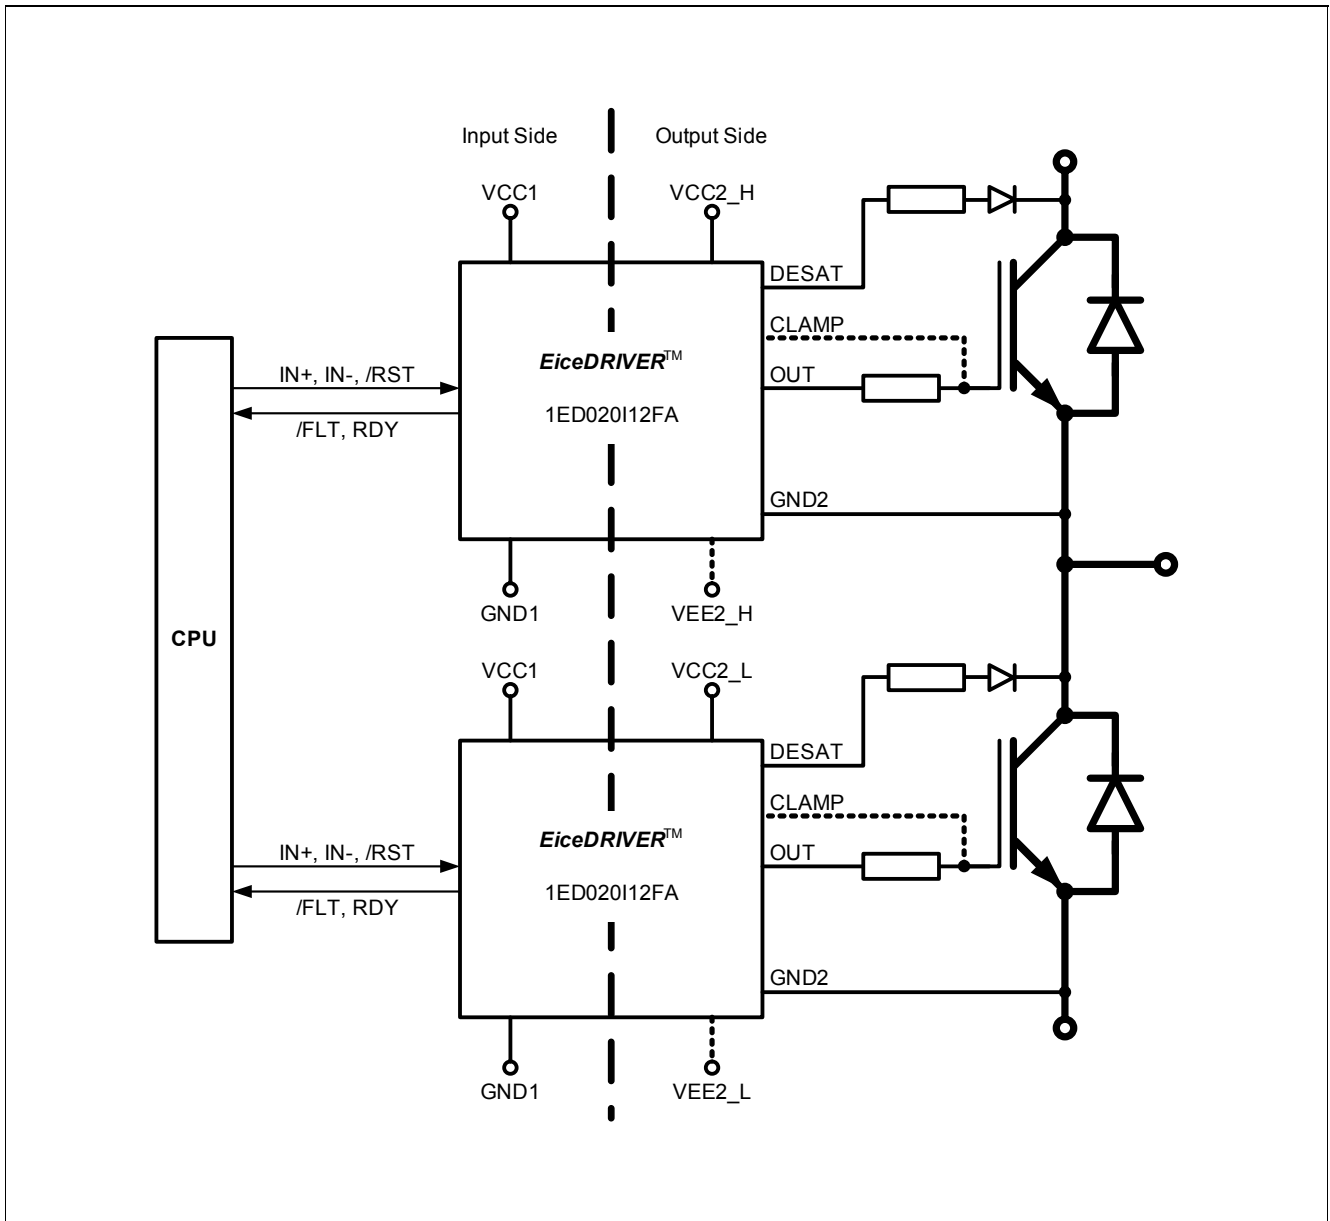 Input Side
Output Side
VCC1
VCC2_H
DESAT
CLAMP
EiceDRIVER™
IN+, IN-, /RST
OUT
1ED020I12FA
/FLT, RDY
GND2
GND1
VEE2_H
CPU
VCC1
VCC2_L
DESAT
CLAMP
EiceDRIVER™
IN+, IN-, /RST
OUT
1ED020I12FA
/FLT, RDY
GND2
GND1
VEE2_L